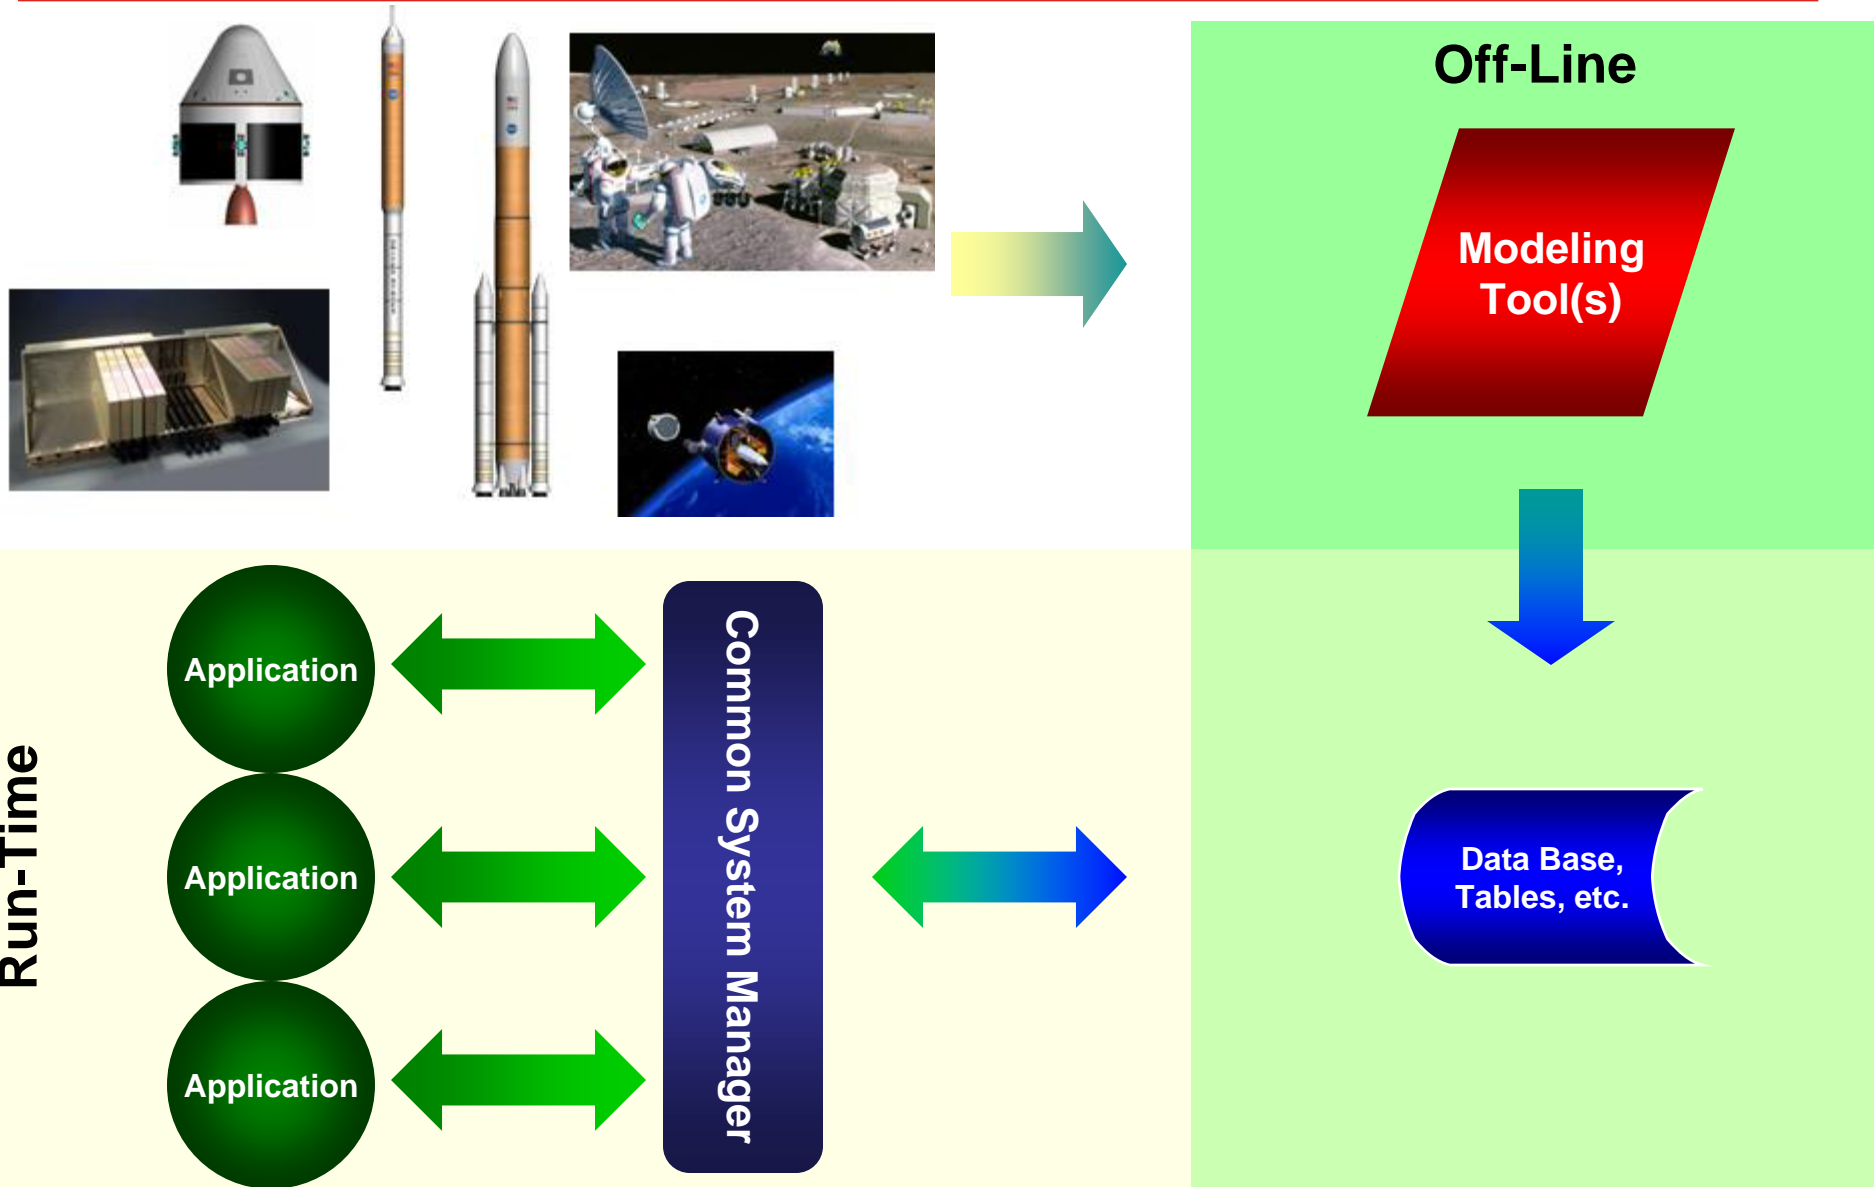 Off-Line
Modeling
Tool(s)
Run-Time
Application
Application
Application
Common System Manager
Data Base,
Tables, etc.